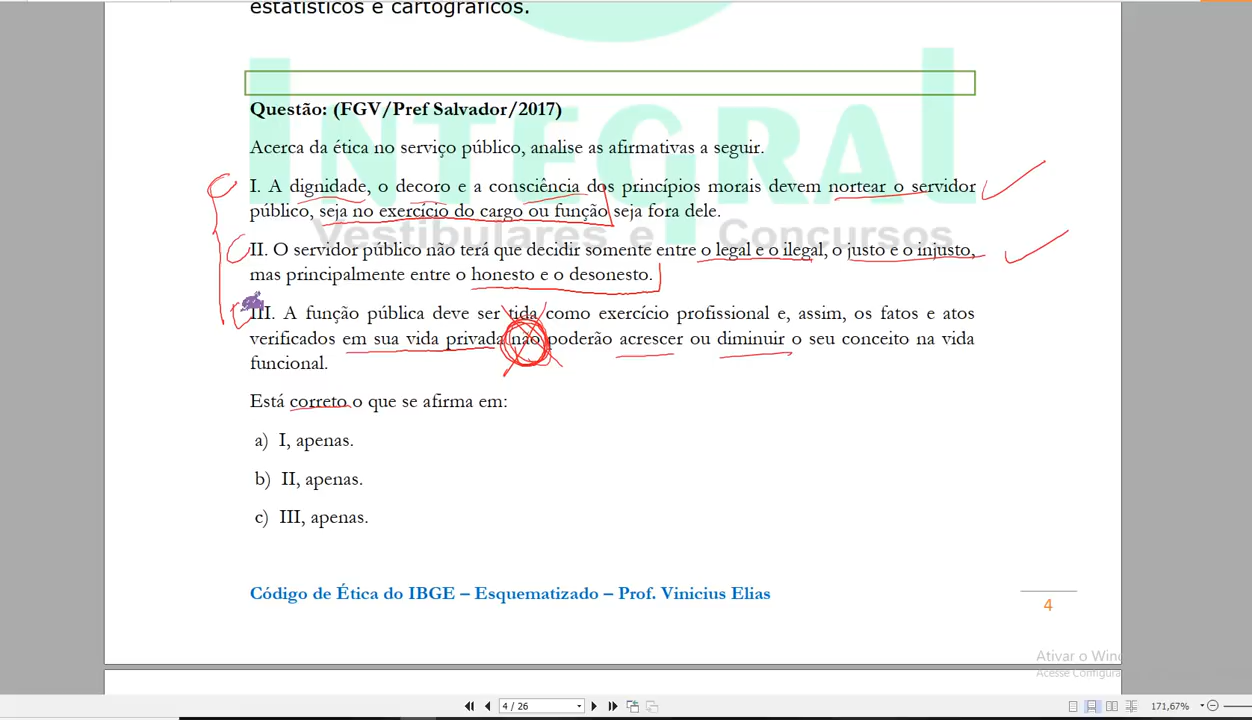 estatísticos e cartográficos.
INTEGRAL
Vestibulares e Concursos
Questão: (FGV/Pref Salvador/2017)
Acerca da ética no serviço público, analise as afirmativas a seguir.
I. A dignidade, o decoro e a consciência dos princípios morais devem nortear o servidor
público, seja no exercício do cargo ou função seja fora dele.
II. O servidor público não terá que decidir somente entre o legal e o ilegal, o justo e o injusto,
mas principalmente entre o honesto e o desonesto.
III. A função pública deve ser tida como exercício profissional e, assim, os fatos e atos
verificados em sua vida privada não poderão acrescer ou diminuir o seu conceito na vida
funcional.
Está correto o que se afirma em:
a) I, apenas.
b) II, apenas.
c) III, apenas.
Código de Ética do IBGE – Esquematizado – Prof. Vinicius Elias
4
Ativar o Win
Acesse Configura
4 / 26
171,67%